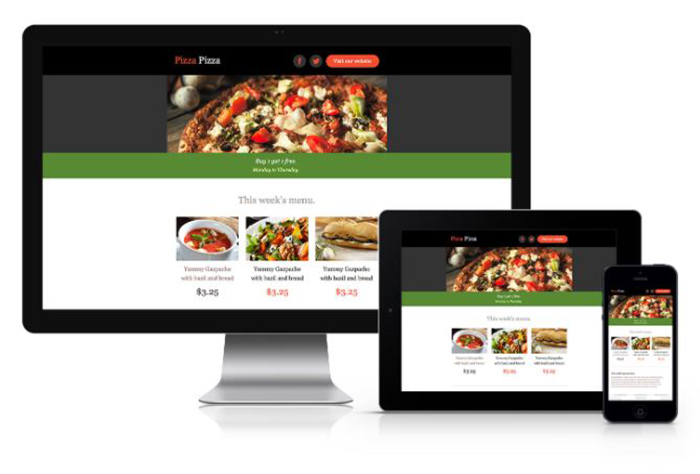 Pizza Pizza
Visit our website
Buy 1 get 1 free.
Monday to Thursday.
This week's menu.
Yummy Gazpacho
with basil and bread
$3.25
Yummy Gazpacho
with basil and bread
$3.25
Yummy Gazpacho
with basil and bread
$3.25
Pizza Pizza
Visit our website
Buy 1 get 1 free.
Monday to Thursday.
This week's menu.
Yummy Gazpacho
with basil and bread
$3.25
Yummy Gazpacho
with basil and bread
$3.25
Yummy Gazpacho
with basil and bread
$3.25
Pizza Pizza